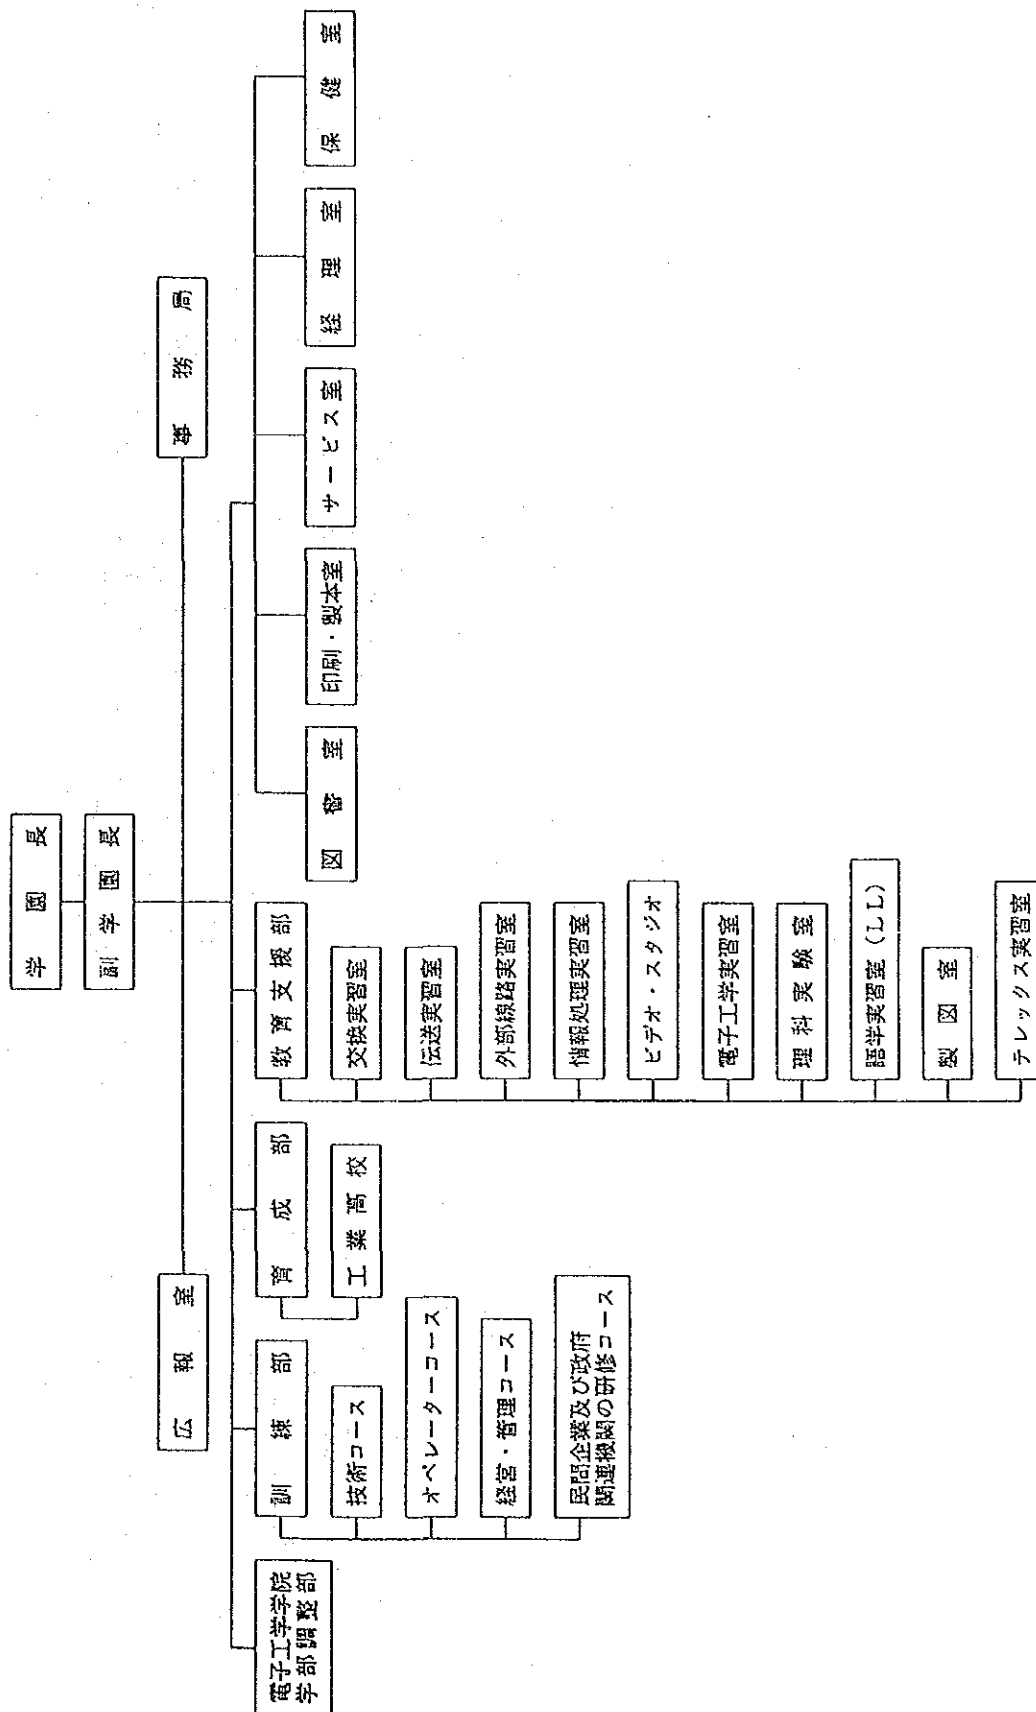 学園長
副学園長
広報室
事務局
電子工学学院
学部調整部
訓練部
技術コース
オペレーターコース
経営・管理コース
民間企業及び政府
関連機関の研修コース
育成部
工業高校
教育支援部
交換実習室
伝送実習室
外部線路実習室
情報処理実習室
ビデオ・スタジオ
電子工学実習室
理科実験室
語学実習室(LL)
製図室
テレックス実習室
図書室
印刷・製本室
サービス室
経理室
保健室